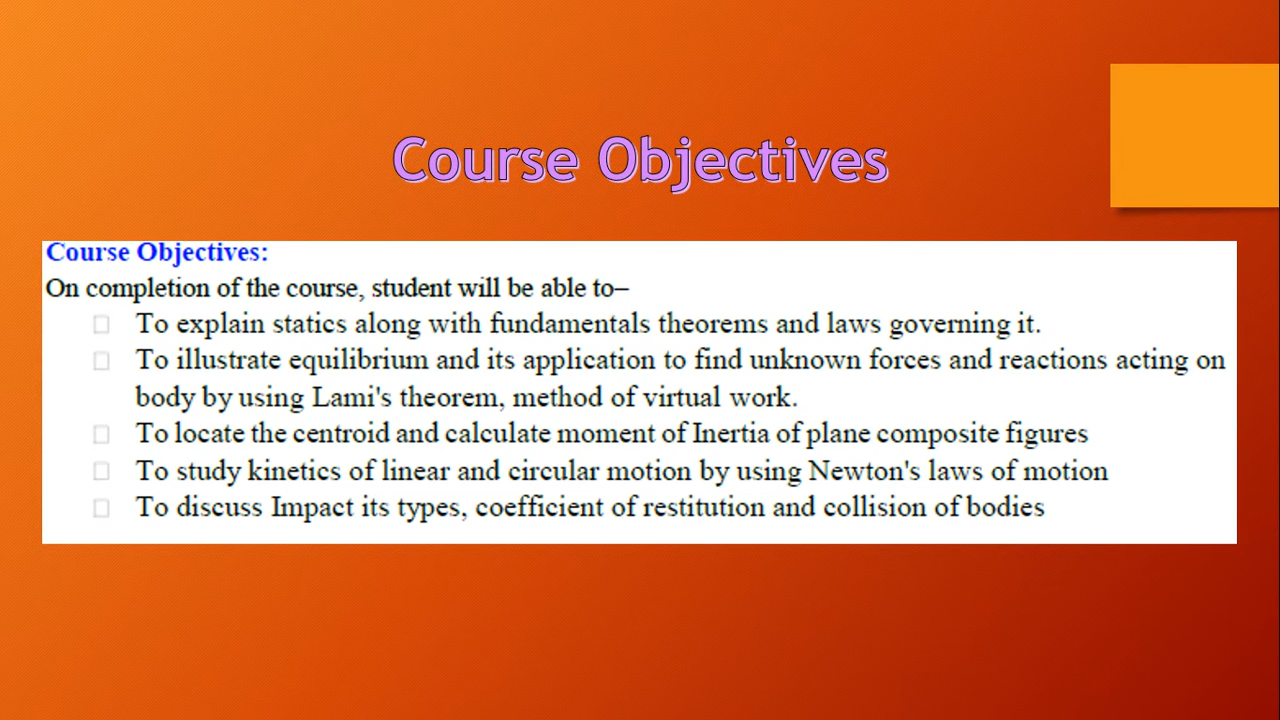 Course Objectives
Course Objectives:
On completion of the course, student will be able to–
To explain statics along with fundamentals theorems and laws governing it.
To illustrate equilibrium and its application to find unknown forces and reactions acting on
body by using Lami's theorem, method of virtual work.
To locate the centroid and calculate moment of Inertia of plane composite figures
To study kinetics of linear and circular motion by using Newton's laws of motion
To discuss Impact its types, coefficient of restitution and collision of bodies